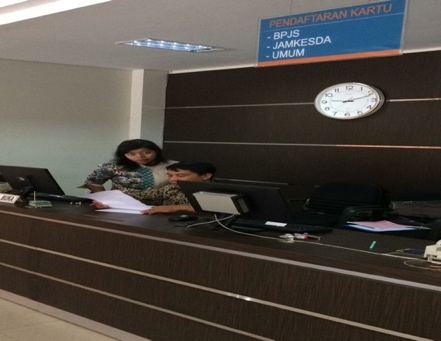 PENDAFTARAN KARTU
- BPJS
- JAMKESDA
- UMUM